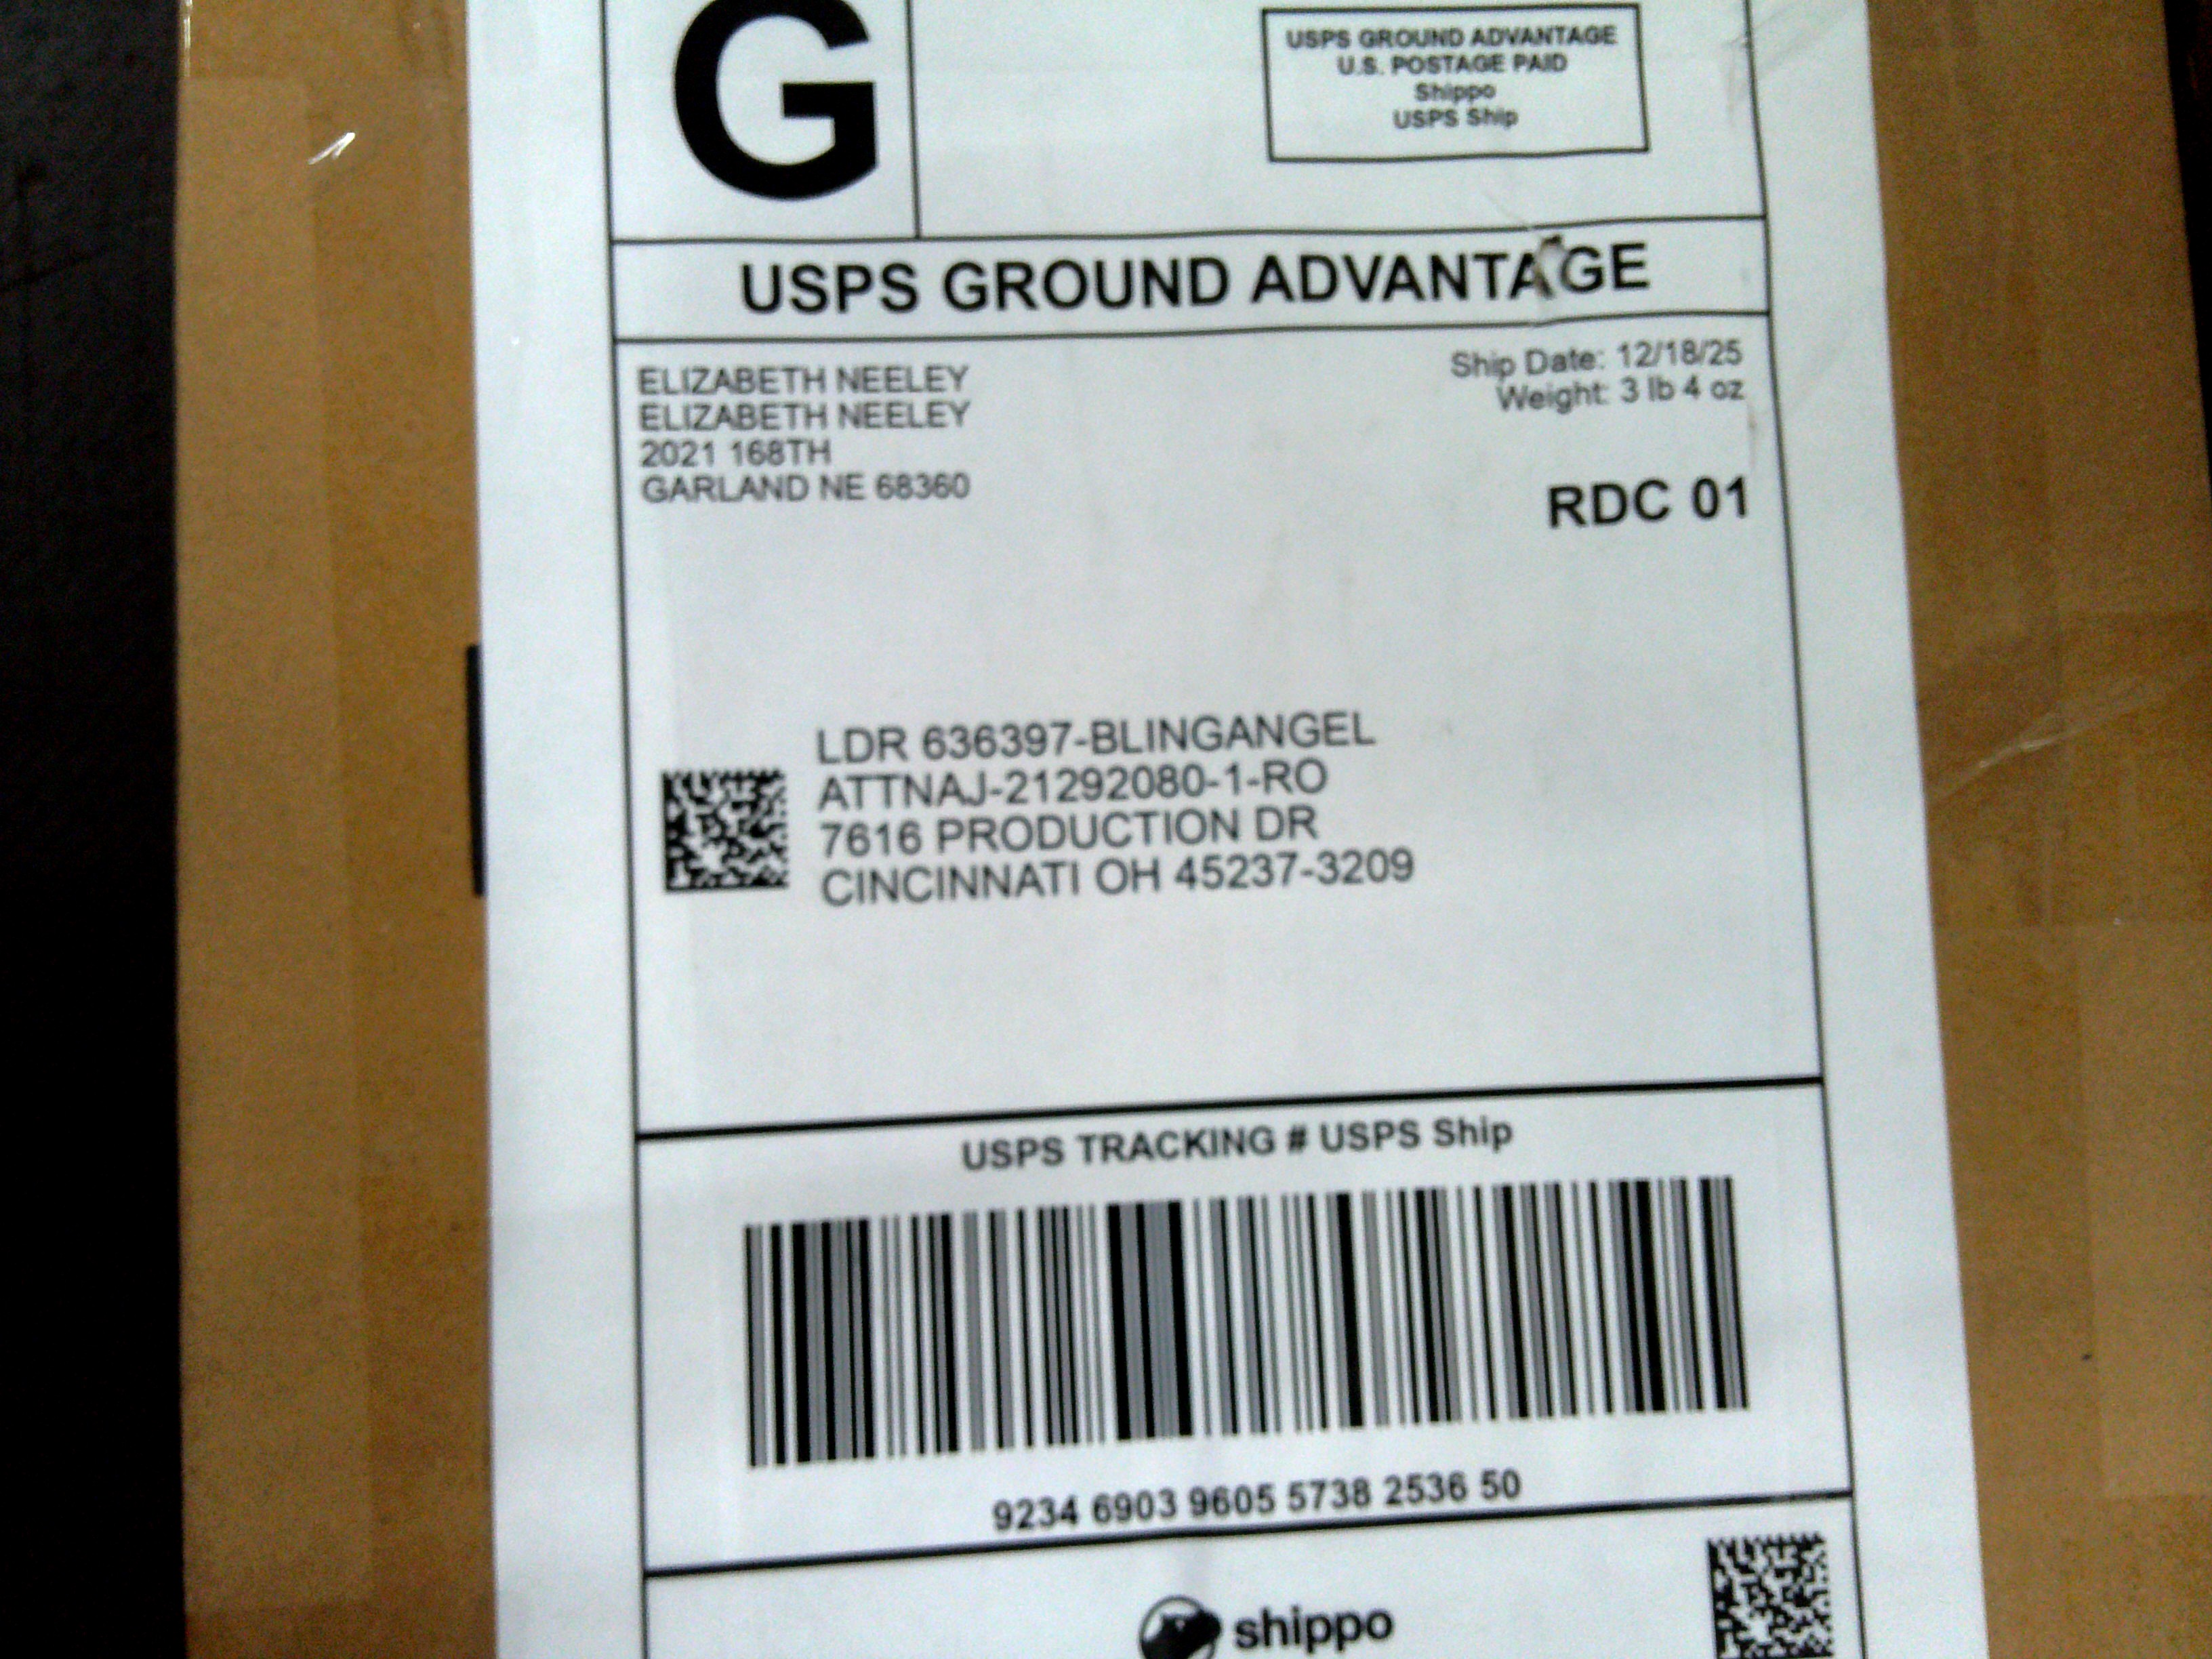 G
USPS GROUND ADVANTAGE
U.S. POSTAGE PAID
Shippo
USPS Ship
USPS GROUND ADVANTAGE
ELIZABETH NEELEY
ELIZABETH NEELEY
2021 168TH
GARLAND NE 68360
Ship Date: 12/18/25
Weight: 3 lb 4 oz
RDC 01
LDR 636397-BLINGANGEL
ATTNAJ-21292080-1-RO
7616 PRODUCTION DR
CINCINNATI OH 45237-3209
USPS TRACKING # USPS Ship
9234 6903 9605 5738 2536 50
shippo